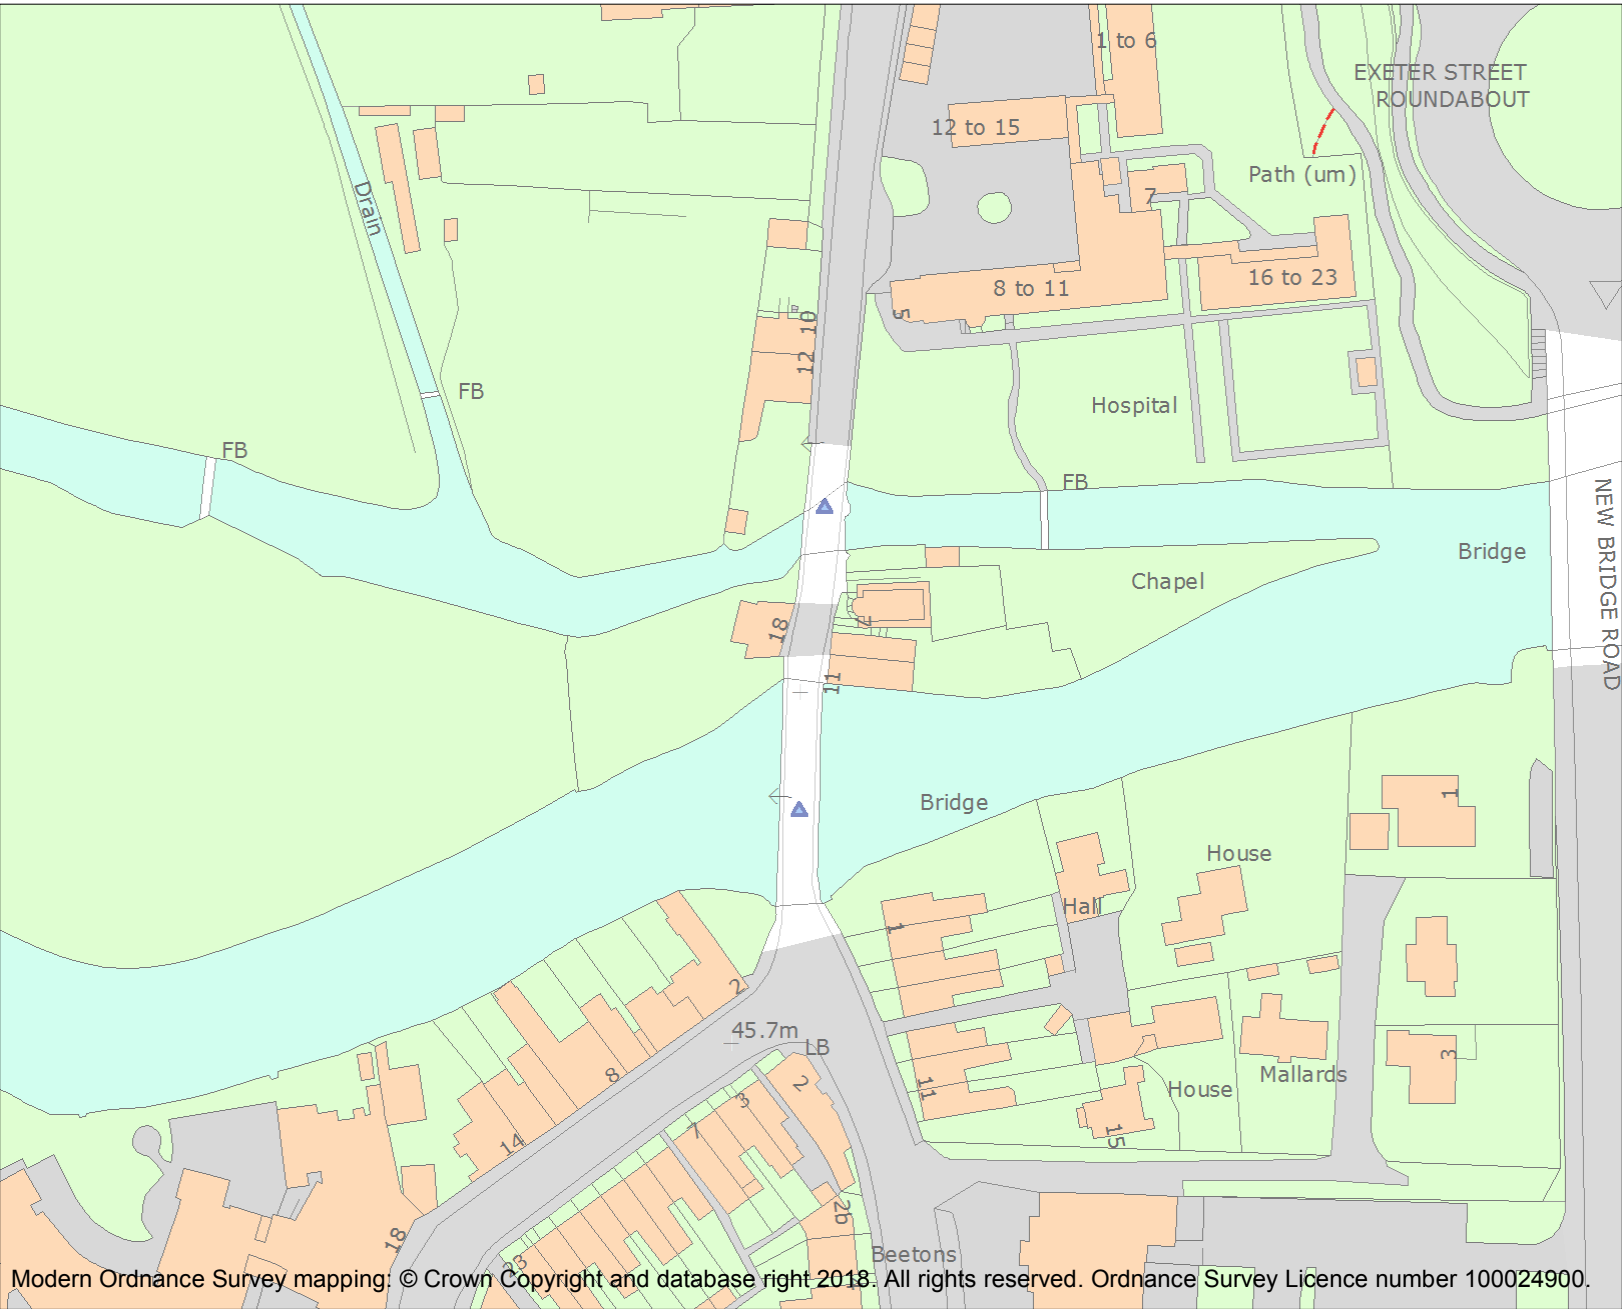 1 to 6
EXETER STREET
ROUNDABOUT
12 to 15
Path (um)
7
Drain
16 to 23
8 to 11
5
10
12
FB
Hospital
FB
FB
NEW BRIDGE ROAD
Bridge
Chapel
18
11
Bridge
1
House
Hall
1
2
45.7m
LB
8
2
3
7
11
House
Mallards
3
15
14
2b
18
Beetons
23
Modern Ordnance Survey mapping: © Crown Copyright and database right 2018. All rights reserved. Ordnance Survey Licence number 100024900.